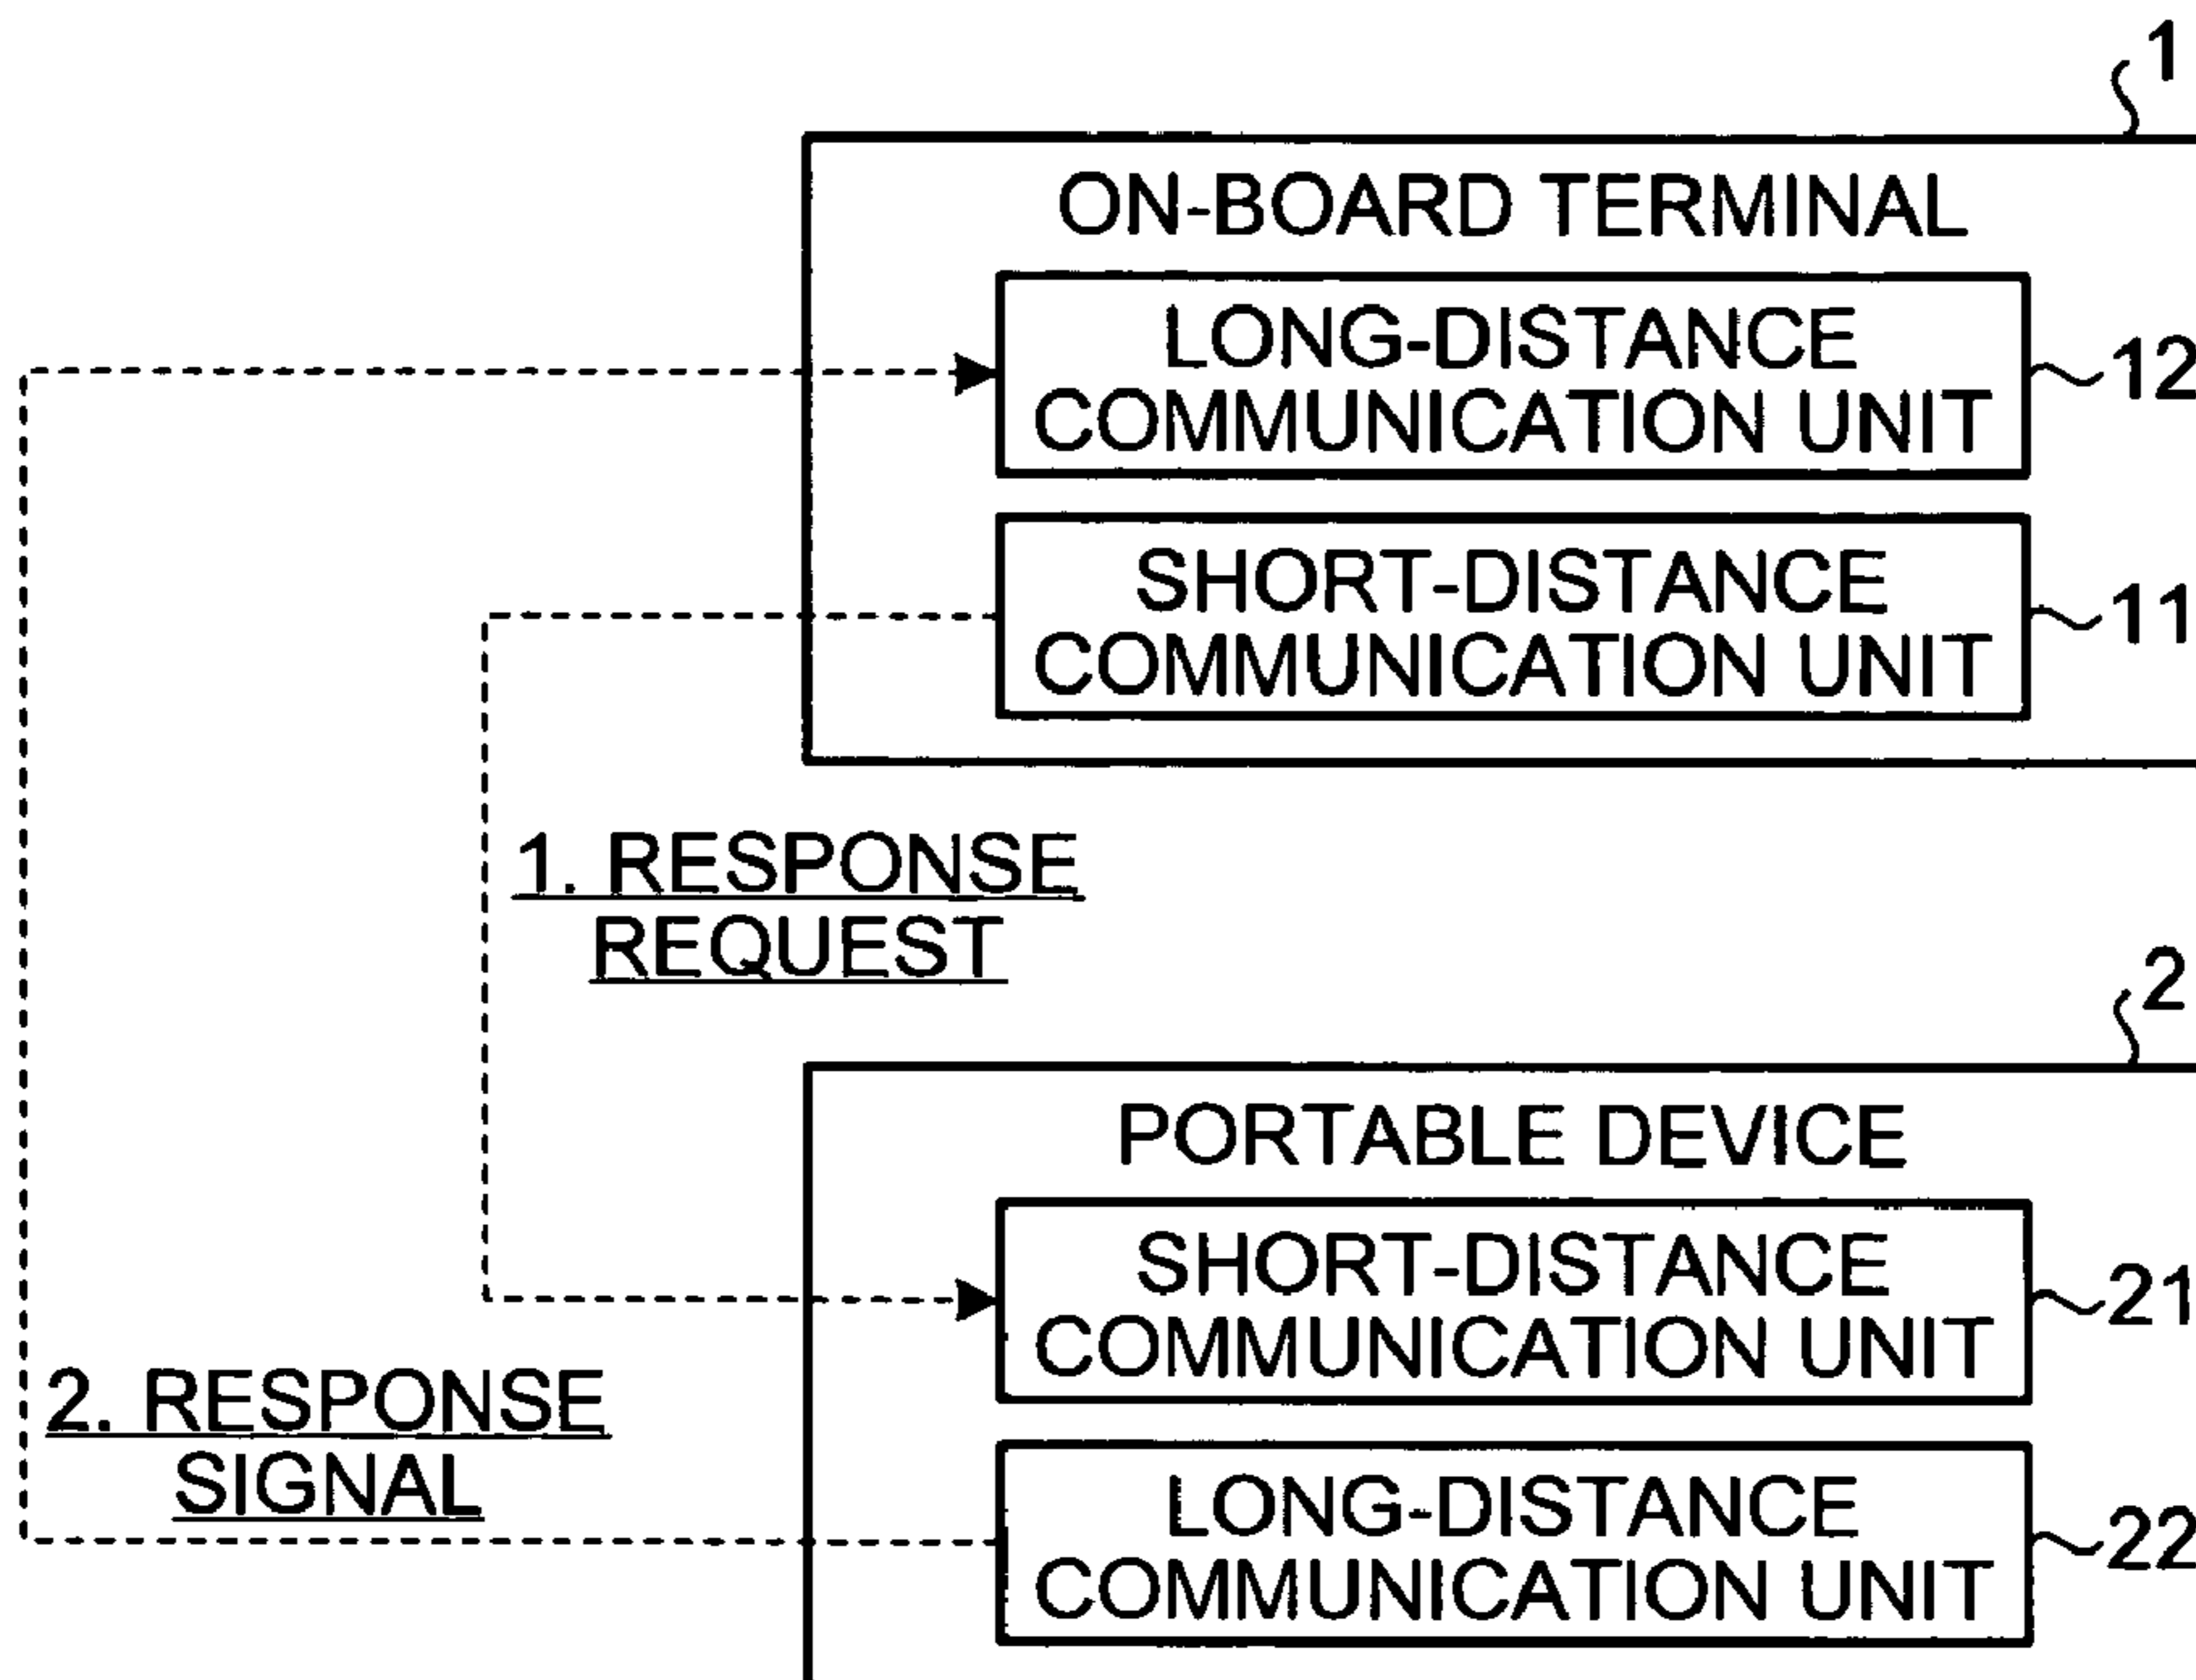 1
ON-BOARD TERMINAL
LONG-DISTANCE
COMMUNICATION UNIT
12
SHORT-DISTANCE
COMMUNICATION UNIT
11
1. RESPONSE
REQUEST
2
PORTABLE DEVICE
SHORT-DISTANCE
COMMUNICATION UNIT
21
2. RESPONSE
SIGNAL
LONG-DISTANCE
COMMUNICATION UNIT
22